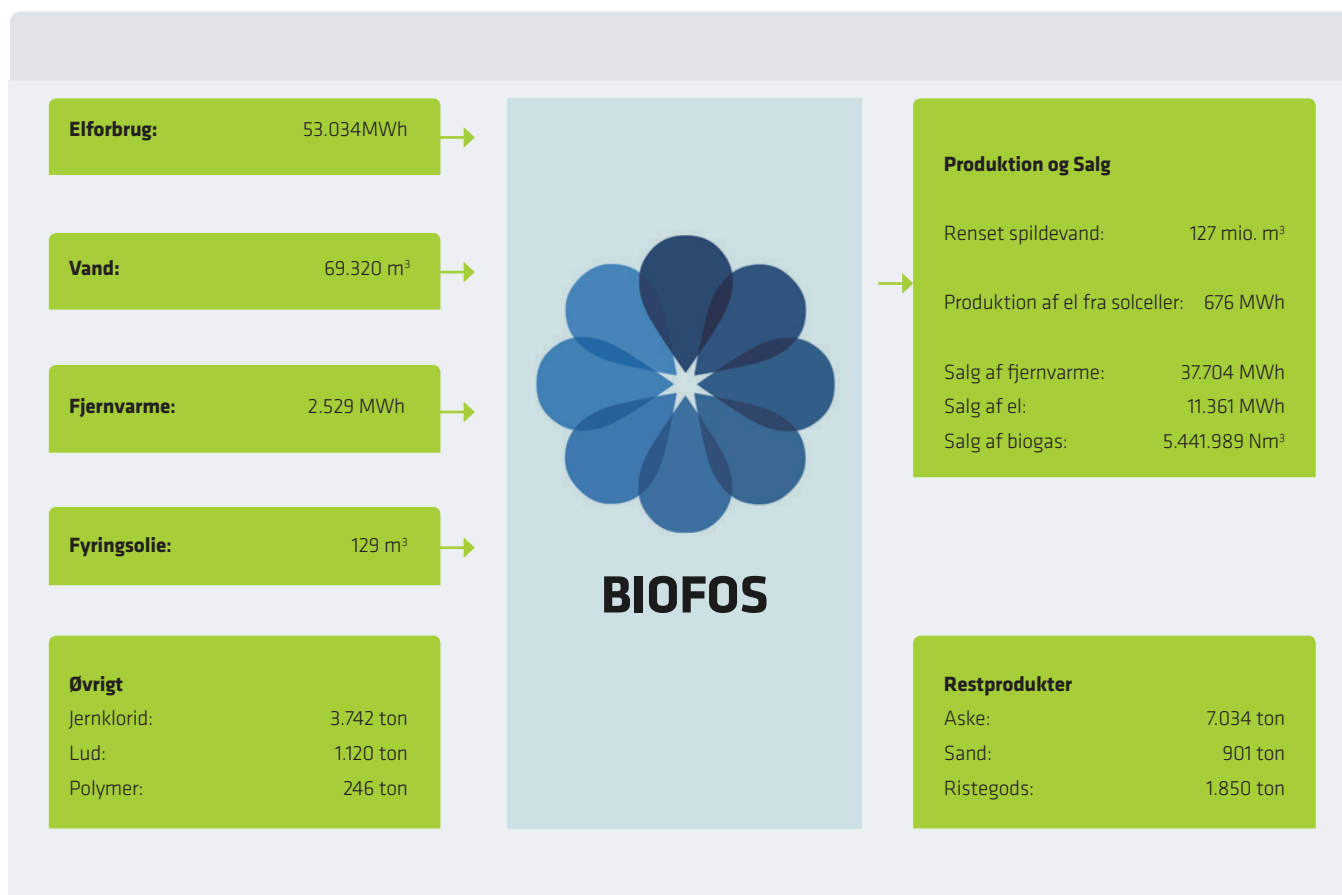 Elforbrug: 53.034MWh
Vand: 69.320 m³
Fjernvarme: 2.529 MWh
Fyringsolie: 129 m³
Øvrigt
Jernklorid: 3.742 ton
Lud: 1.120 ton
Polymer: 246 ton
BIOFOS
Produktion og Salg
Renset spildevand: 127 mio. m³
Produktion af el fra solceller: 676 MWh
Salg af fjernvarme: 37.704 MWh
Salg af el: 11.361 MWh
Salg af biogas: 5.441.989 Nm³
Restprodukter
Aske: 7.034 ton
Sand: 901 ton
Ristegods: 1.850 ton